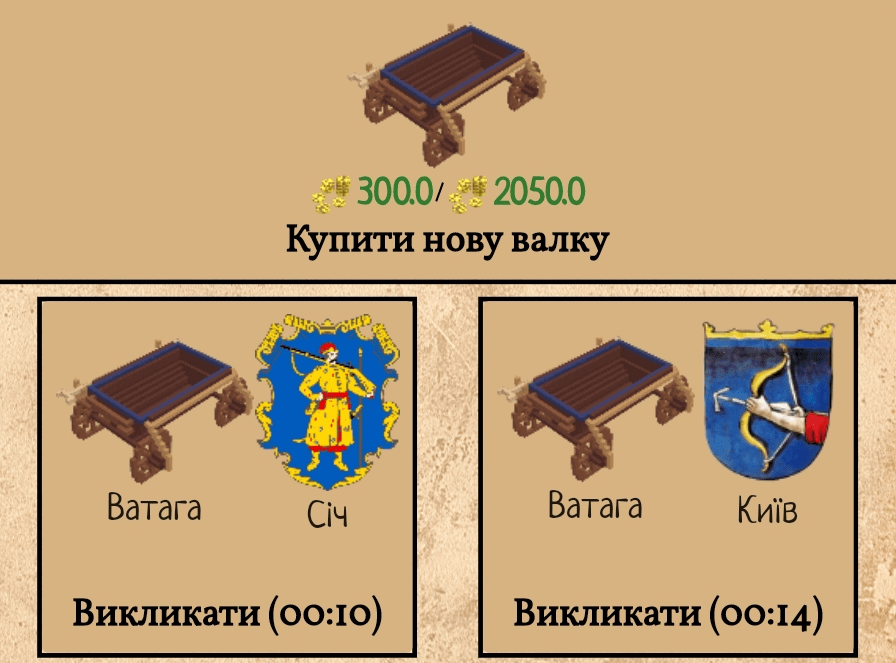 300.0/ 2050.0
Купити нову валку
Ватага Січ
Ватага Київ
Викликати (00:10)
Викликати (00:14)